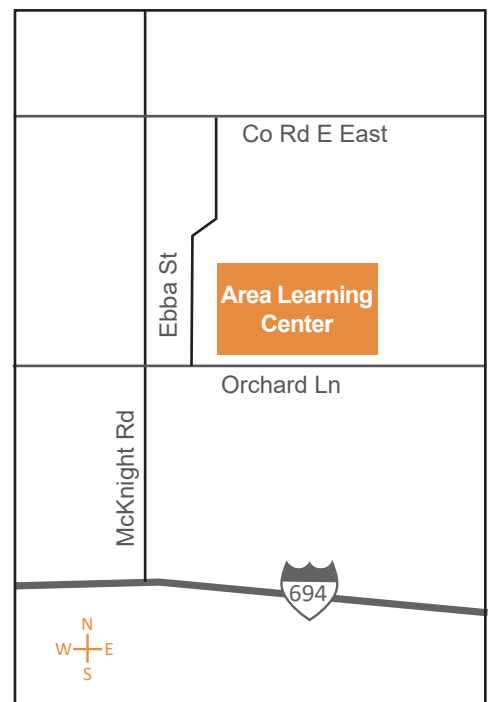 Co Rd E East
Ebba St
Area Learning
Center
Orchard Ln
McKnight Rd
694
N
W E
S